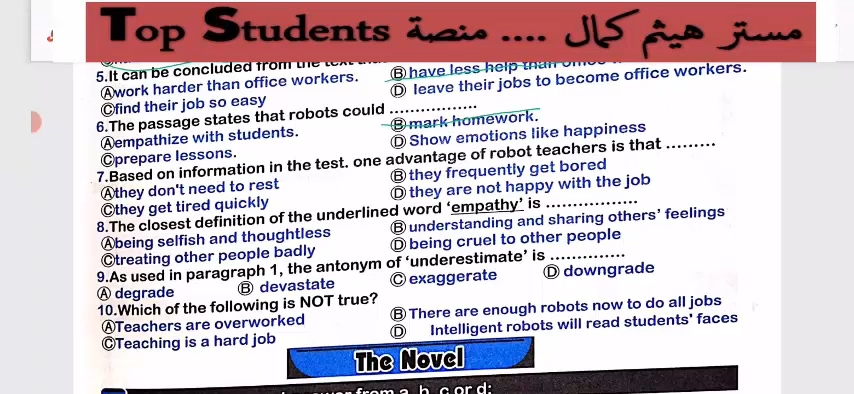 Top Students مستر هيثم كمال .... منصة
5.It can be concluded from the text that
Ⓐwork harder than office workers. Ⓑhave less help than
Ⓒfind their job so easy Ⓓ leave their jobs to become office workers.
6.The passage states that robots could .................
Ⓐempathize with students. Ⓑmark homework.
Ⓒprepare lessons. ⒹShow emotions like happiness
7.Based on information in the test. one advantage of robot teachers is that .........
Ⓐthey don't need to rest Ⓑthey frequently get bored
Ⓒthey get tired quickly Ⓓthey are not happy with the job
8.The closest definition of the underlined word ‘empathy’ is .................
Ⓐbeing selfish and thoughtless Ⓑunderstanding and sharing others’ feelings
Ⓒtreating other people badly Ⓓbeing cruel to other people
9.As used in paragraph 1, the antonym of ‘underestimate’ is ..............
Ⓐ degrade Ⓑ devastate Ⓒexaggerate Ⓓ downgrade
10.Which of the following is NOT true?
ⒶTeachers are overworked ⒷThere are enough robots now to do all jobs
ⒸTeaching is a hard job Ⓓ Intelligent robots will read students' faces
The Novel
from a, b, c or d: